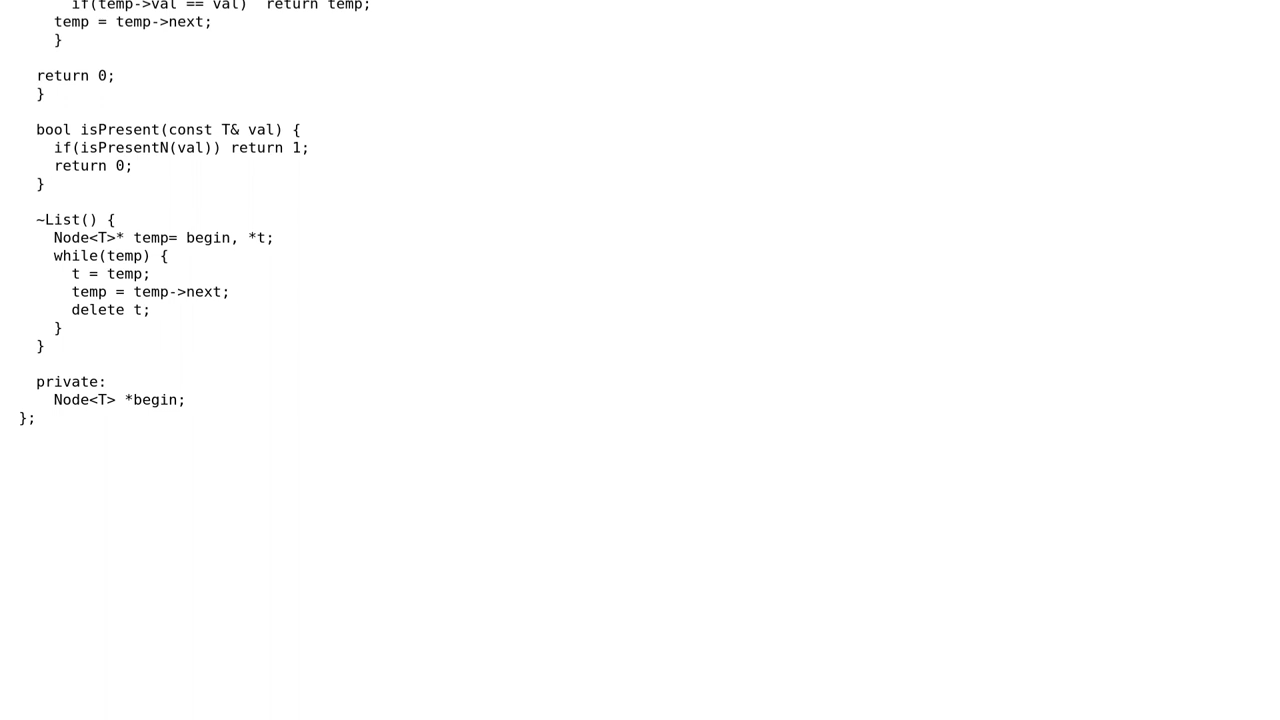 if(temp->val == val)  return temp;
temp = temp->next;
}
return 0;
}
bool isPresent(const T& val) {
if(isPresentN(val)) return 1;
return 0;
}
~List() {
Node<T>* temp= begin, *t;
while(temp) {
t = temp;
temp = temp->next;
delete t;
}
}
private:
Node<T> *begin;
};